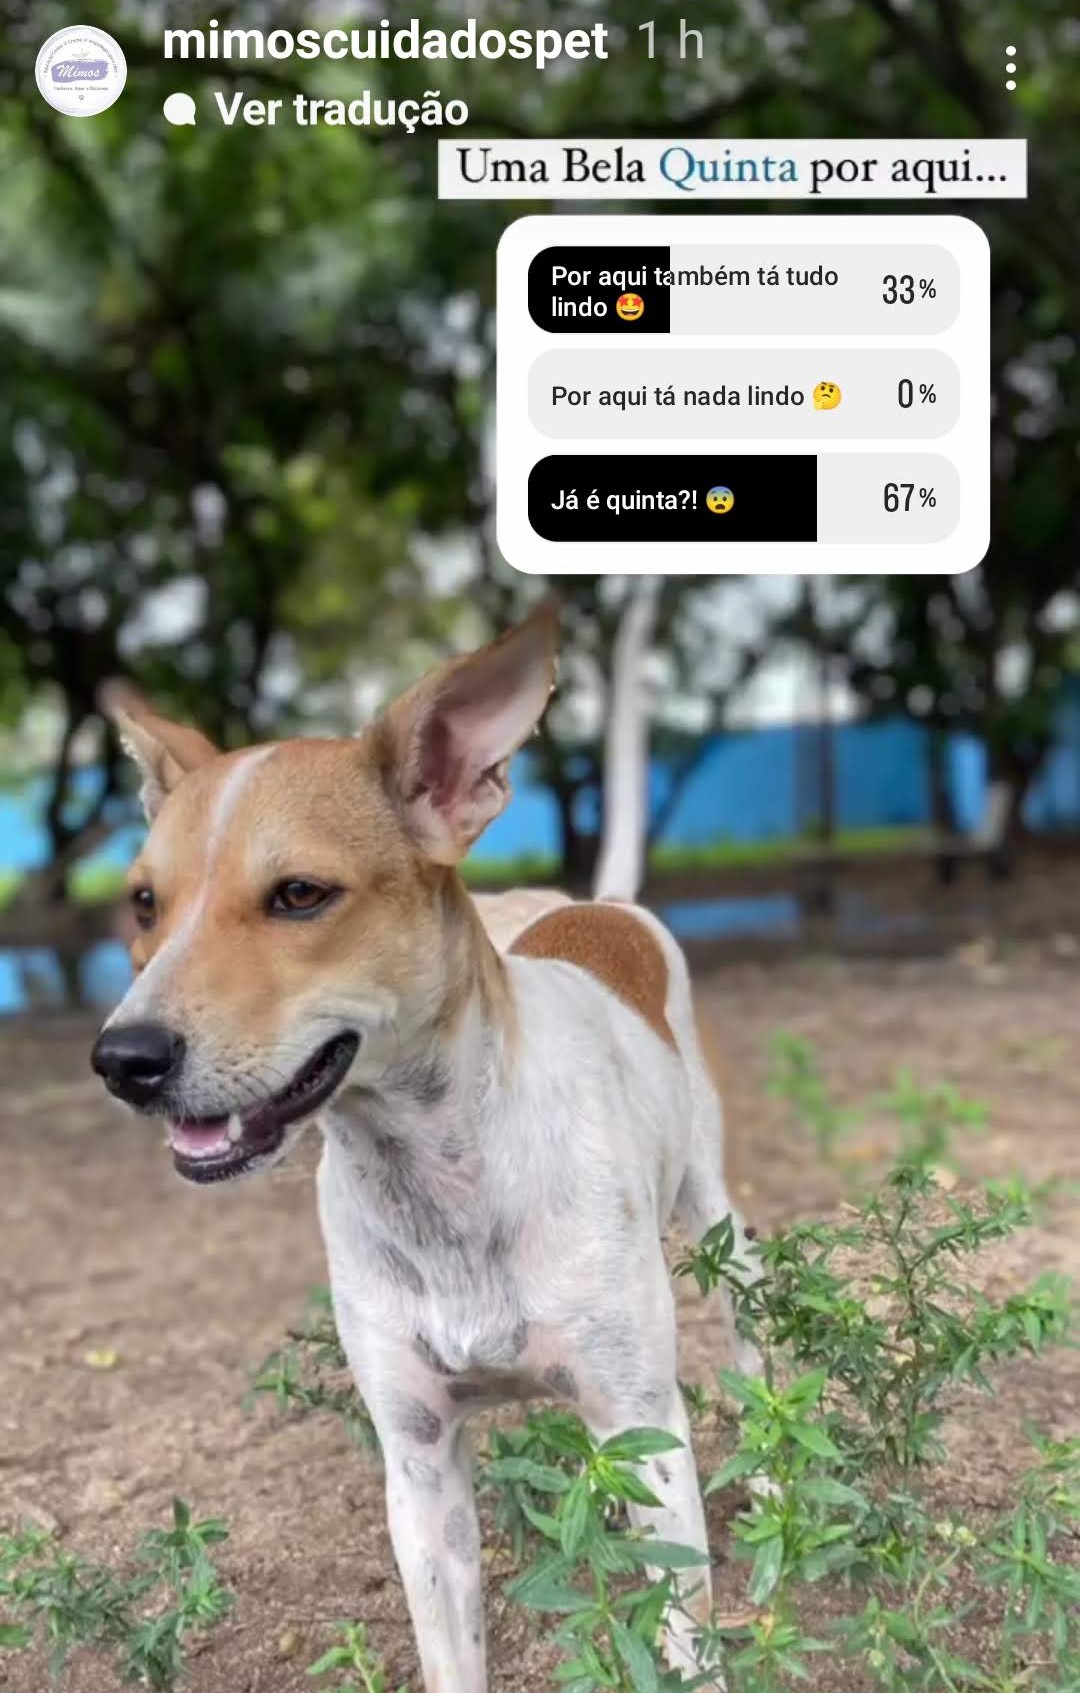 mimoscuidadospet 1 h
Ver tradução
Uma Bela Quinta por aqui...
Por aqui também tá tudo
lindo 🤩 33%
Por aqui tá nada lindo 🤔 0%
Já é quinta?! 😨 67%
Mimos